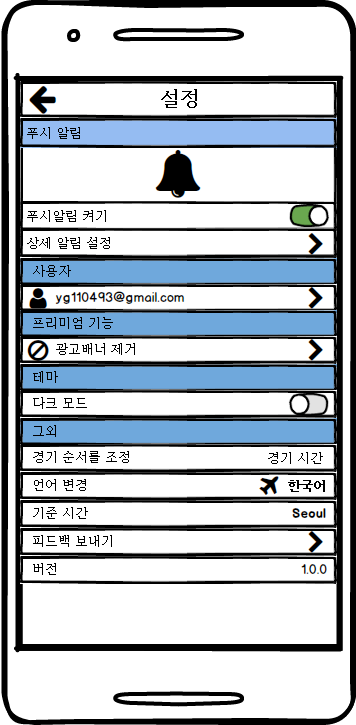 설정
푸시 알림
푸시알림 켜기
상세 알림 설정
사용자
yg110493@gmail.com
프리미엄 기능
광고배너 제거
테마
다크 모드
그외
경기 순서를 조정 경기 시간
언어 변경 한국어
기준 시간 Seoul
피드백 보내기
버전 1.0.0